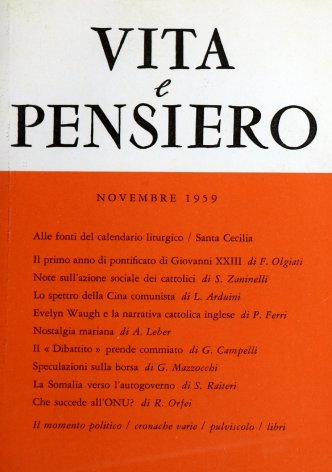 VITA
e
PENSIERO
NOVEMBRE 1959
Alle fonti del calendario liturgico / Santa Cecilia
Il primo anno di pontificato di Giovanni XXIII di F. Olgiati
Note sull'azione sociale dei cattolici di S. Zaninelli
Lo spettro della Cina comunista di L. Arduini
Evelyn Waugh e la narrativa cattolica inglese di P. Ferri
Nostalgia mariana di A. Leber
Il « Dibattito » prende commiato di G. Campelli
Speculazioni sulla borsa di G. Mazzocchi
La Somalia verso l'autogoverno di S. Raiteri
Che succede all'ONU? di R. Orfei
Il momento politico / cronache varie / pulviscolo / libri